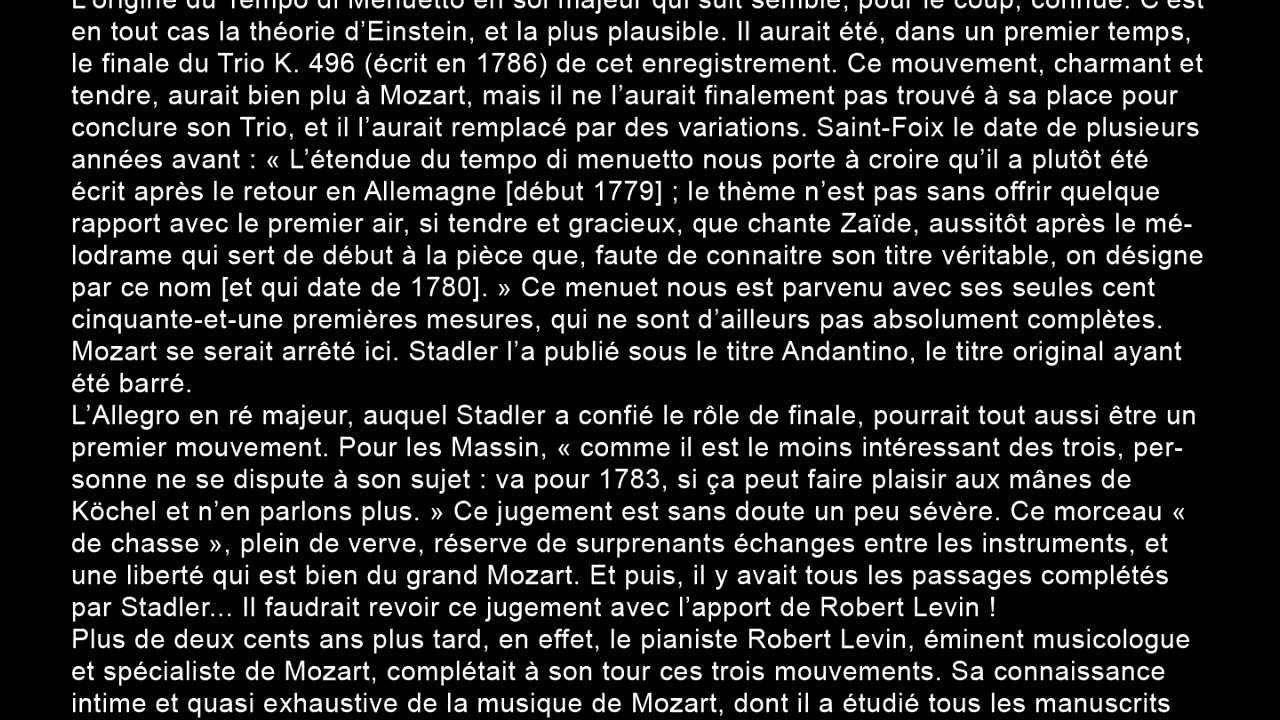 L’origine du Tempo di Menuetto en sol majeur qui suit semble, pour le coup, connue. C’est
en tout cas la théorie d’Einstein, et la plus plausible. Il aurait été, dans un premier temps,
le finale du Trio K. 496 (écrit en 1786) de cet enregistrement. Ce mouvement, charmant et
tendre, aurait bien plu à Mozart, mais il ne l’aurait finalement pas trouvé à sa place pour
conclure son Trio, et il l’aurait remplacé par des variations. Saint-Foix le date de plusieurs
années avant : « L’étendue du tempo di menuetto nous porte à croire qu’il a plutôt été
écrit après le retour en Allemagne [début 1779] ; le thème n’est pas sans offrir quelque
rapport avec le premier air, si tendre et gracieux, que chante Zaïde, aussitôt après le mé-
lodrame qui sert de début à la pièce que, faute de connaitre son titre véritable, on désigne
par ce nom [et qui date de 1780]. » Ce menuet nous est parvenu avec ses seules cent
cinquante-et-une premières mesures, qui ne sont d’ailleurs pas absolument complètes.
Mozart se serait arrêté ici. Stadler l’a publié sous le titre Andantino, le titre original ayant
été barré.
L’Allegro en ré majeur, auquel Stadler a confié le rôle de finale, pourrait tout aussi être un
premier mouvement. Pour les Massin, « comme il est le moins intéressant des trois, per-
sonne ne se dispute à son sujet : va pour 1783, si ça peut faire plaisir aux mânes de
Köchel et n’en parlons plus. » Ce jugement est sans doute un peu sévère. Ce morceau «
de chasse », plein de verve, réserve de surprenants échanges entre les instruments, et
une liberté qui est bien du grand Mozart. Et puis, il y avait tous les passages complétés
par Stadler... Il faudrait revoir ce jugement avec l’apport de Robert Levin !
Plus de deux cents ans plus tard, en effet, le pianiste Robert Levin, éminent musicologue
et spécialiste de Mozart, complétait à son tour ces trois mouvements. Sa connaissance
intime et quasi exhaustive de la musique de Mozart, dont il a étudié tous les manuscrits